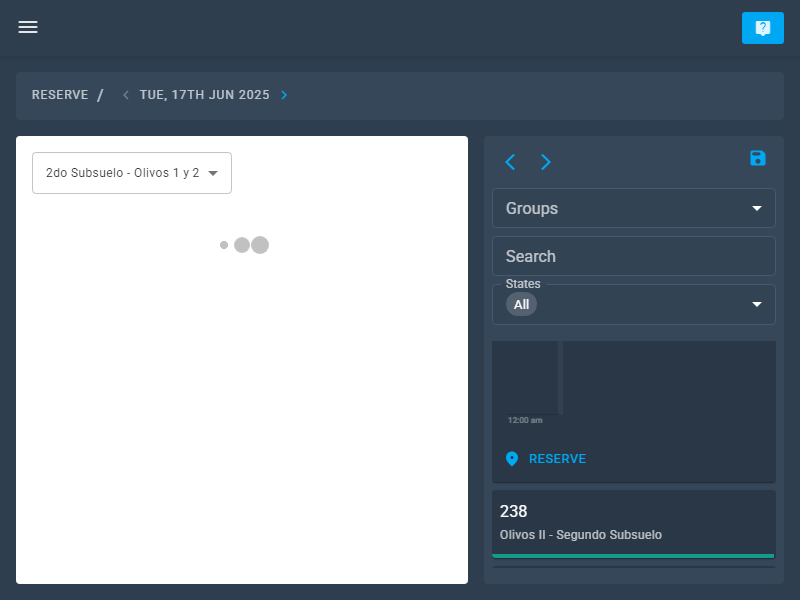 RESERVE / TUE, 17TH JUN 2025
2do Subsuelo - Olivos 1 y 2
Groups
Search
States
All
12:00 am
RESERVE
238
Olivos II - Segundo Subsuelo